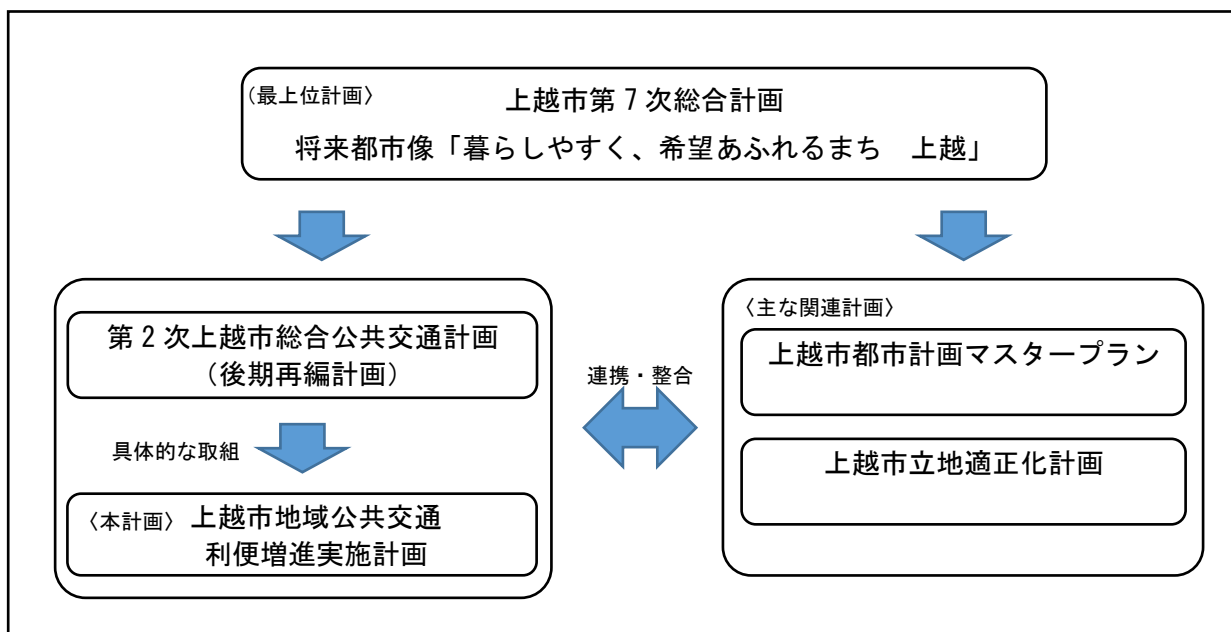 〈最上位計画〉
上越市第7次総合計画
将来都市像「暮らしやすく、希望あふれるまち　上越」
第2次上越市総合公共交通計画
（後期再編計画）
具体的な取組
〈本計画〉 上越市地域公共交通
利便増進実施計画
連携・整合
〈主な関連計画〉
上越市都市計画マスタープラン
上越市立地適正化計画